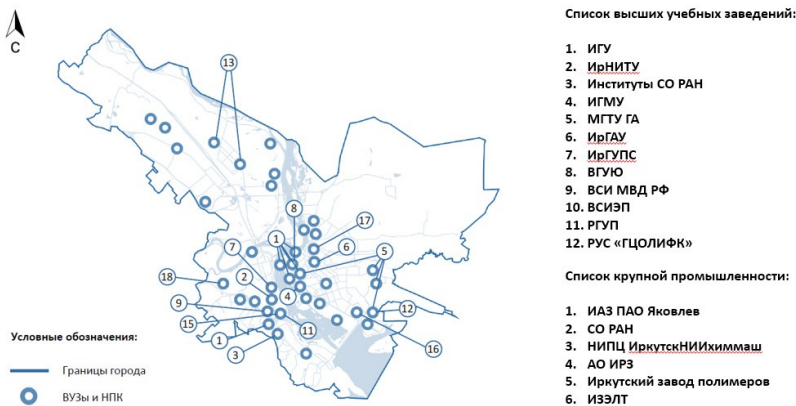 С
13
8
17
1
7
6
5
18
2
4
9
12
15
11
1
16
3
Условные обозначения:
Границы города
ВУЗы и НПК
Список высших учебных заведений:
1. ИГУ
2. ИрНИТУ
3. Институты СО РАН
4. ИГМУ
5. МГТУ ГА
6. ИрГАУ
7. ИрГУПС
8. ВГУЮ
9. ВСИ МВД РФ
10. ВСИЭП
11. РГУП
12. РУС «ГЦОЛИФК»
Список крупной промышленности:
1. ИАЗ ПАО Яковлев
2. СО РАН
3. НИПЦ ИркутскНИИхиммаш
4. АО ИРЗ
5. Иркутский завод полимеров
6. ИЗЭЛТ